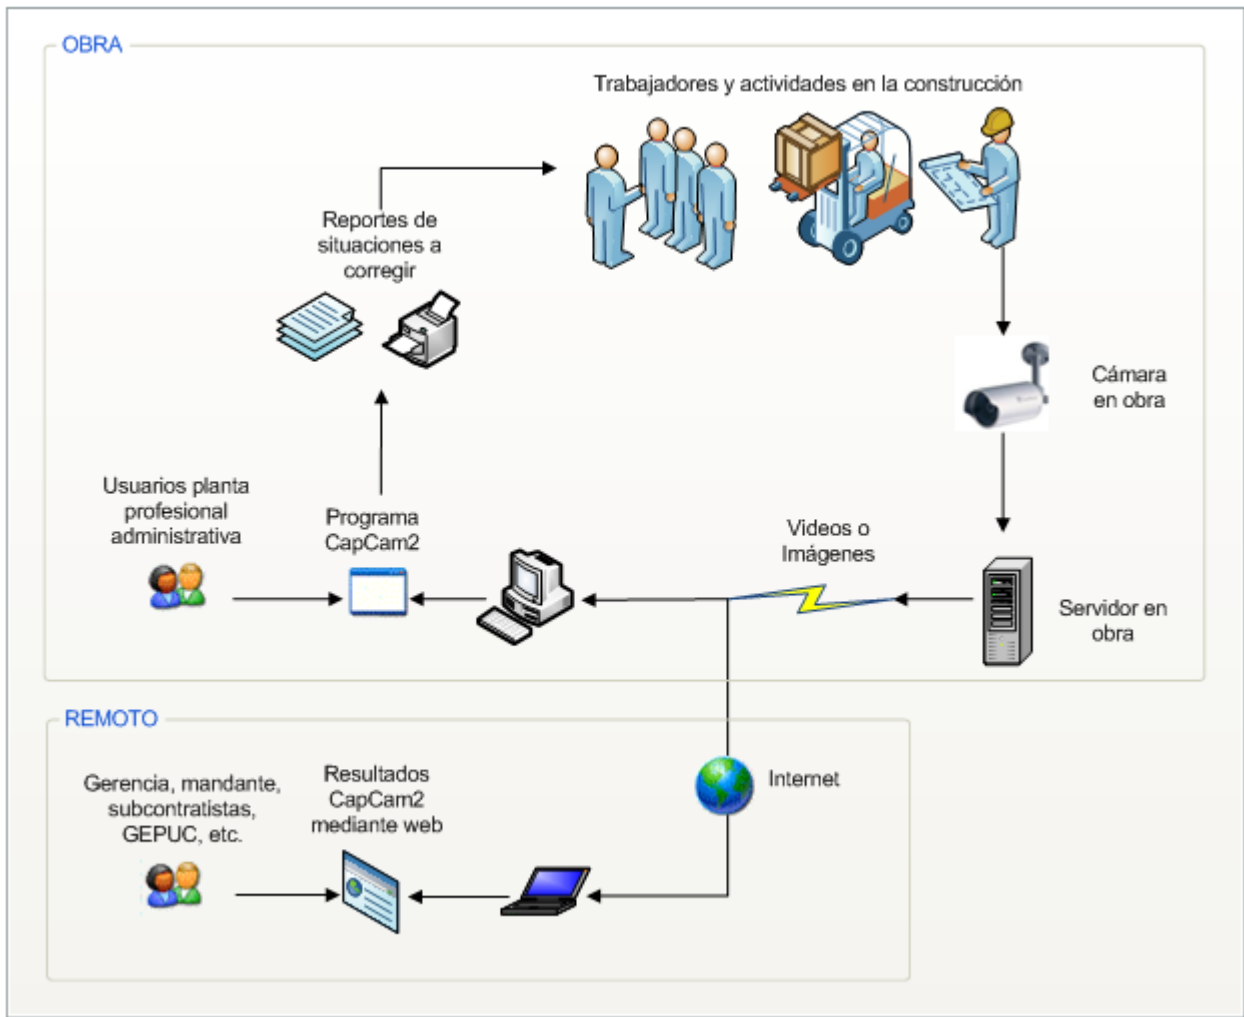 OBRA
Trabajadores y actividades en la construcción
Reportes de
situaciones a
corregir
Cámara
en obra
Usuarios planta
profesional
administrativa
Programa
CapCam2
Videos o
Imágenes
Servidor en
obra
REMOTO
Gerencia, mandante,
subcontratistas,
GEPUC, etc.
Resultados
CapCam2
mediante web
Internet